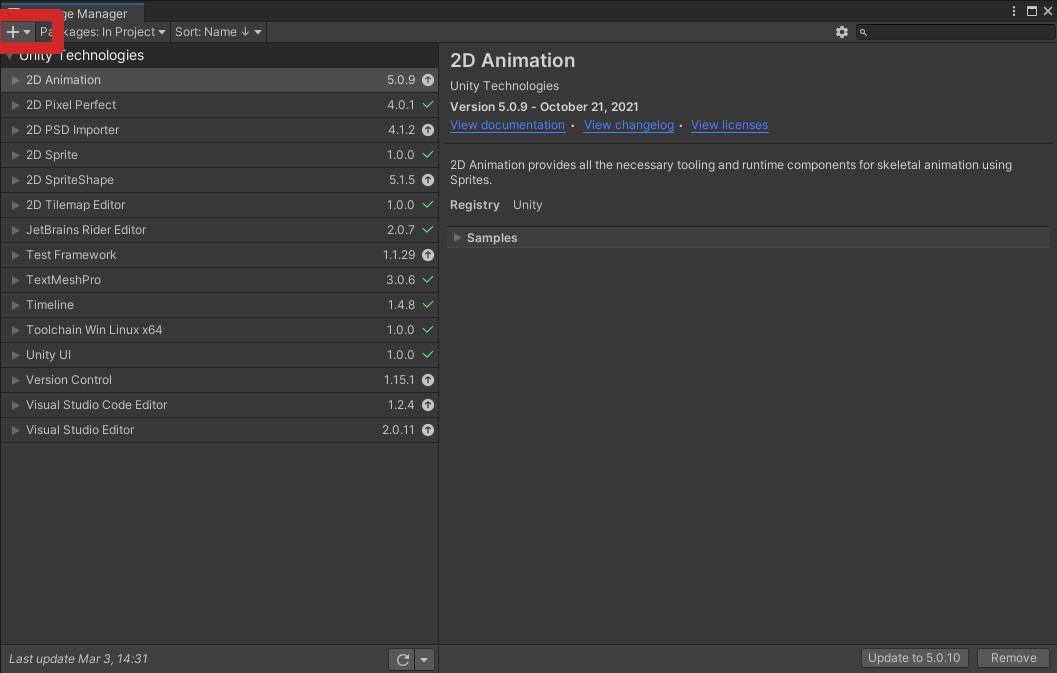 ge Manager
Packages: In Project Sort: Name ↓
Unity Technologies
2D Animation 5.0.9
2D Pixel Perfect 4.0.1
2D PSD Importer 4.1.2
2D Sprite 1.0.0
2D SpriteShape 5.1.5
2D Tilemap Editor 1.0.0
JetBrains Rider Editor 2.0.7
Test Framework 1.1.29
TextMeshPro 3.0.6
Timeline 1.4.8
Toolchain Win Linux x64 1.0.0
Unity UI 1.0.0
Version Control 1.15.1
Visual Studio Code Editor 1.2.4
Visual Studio Editor 2.0.11
Last update Mar 3, 14:31
2D Animation
Unity Technologies
Version 5.0.9 - October 21, 2021
View documentation • View changelog • View licenses
2D Animation provides all the necessary tooling and runtime components for skeletal animation using
Sprites.
Registry Unity
Samples
Update to 5.0.10 Remove